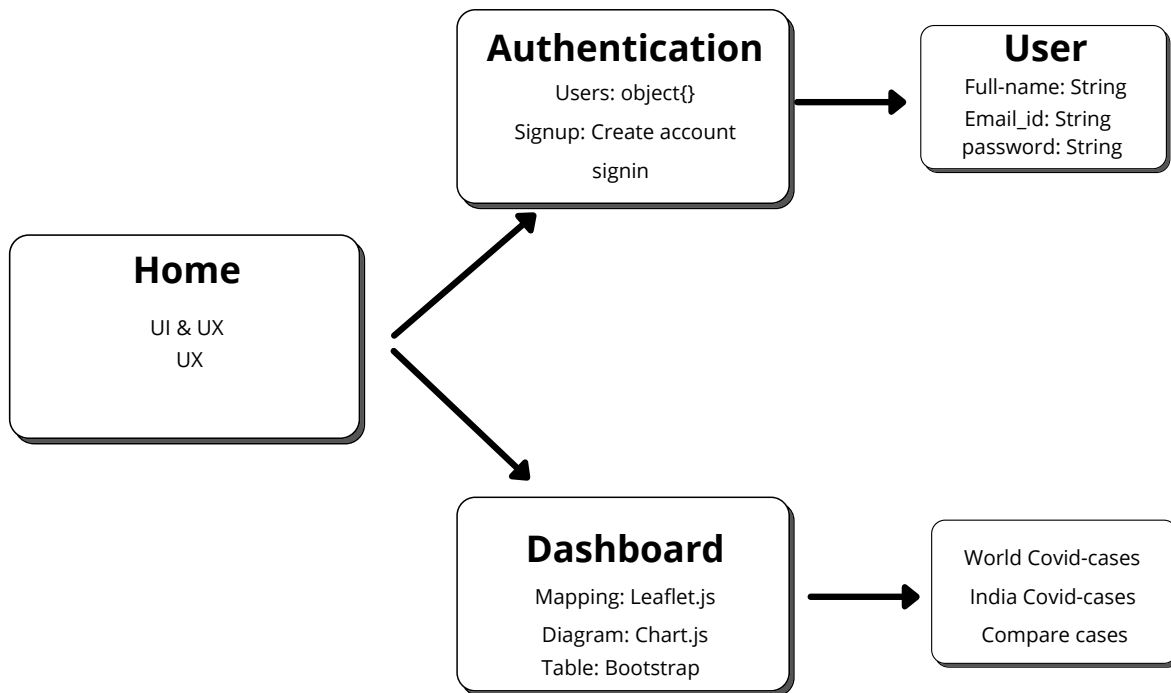 Authentication
Users: object{}
Signup: Create account
signin
User
Full-name: String
Email_id: String
password: String
Home
UI & UX
UX
Dashboard
Mapping: Leaflet.js
Diagram: Chart.js
Table: Bootstrap
World Covid-cases
India Covid-cases
Compare cases